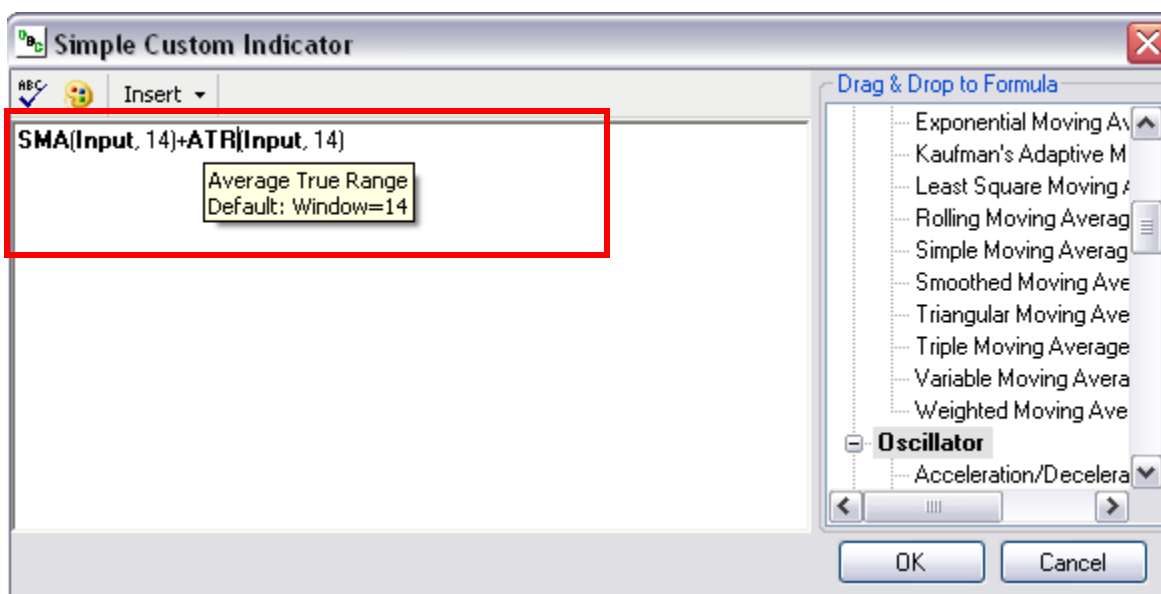 Simple Custom Indicator
ABC Insert
Drag & Drop to Formula
SMA(Input, 14)+ATR(Input, 14)
Average True Range
Default: Window=14
Exponential Moving Av
Kaufman's Adaptive M
Least Square Moving A
Rolling Moving Averag
Simple Moving Averag
Smoothed Moving Ave
Triangular Moving Ave
Triple Moving Average
Variable Moving Avera
Weighted Moving Ave
Oscillator
Acceleration/Decelera
OK Cancel